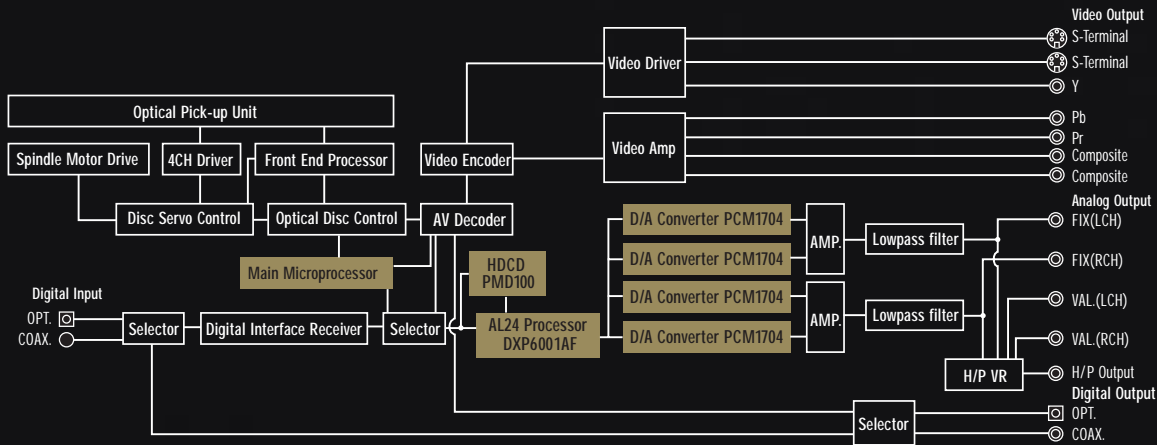 Video Output
S-Terminal
S-Terminal
Y
Video Driver
Optical Pick-up Unit
Pb
Pr
Composite
Composite
Video Amp
Spindle Motor Drive
4CH Driver
Front End Processor
Video Encoder
Disc Servo Control
Optical Disc Control
AV Decoder
Analog Output
FIX(LCH)
FIX(RCH)
VAL.(LCH)
VAL.(RCH)
H/P Output
D/A Converter PCM1704
D/A Converter PCM1704
AMP.
Lowpass filter
Main Microprocessor
HDCD
PMD100
D/A Converter PCM1704
D/A Converter PCM1704
AMP.
Lowpass filter
Digital Input
OPT.
COAX.
Selector
Digital Interface Receiver
Selector
AL24 Processor
DXP6001AF
H/P VR
Digital Output
OPT.
COAX.
Selector